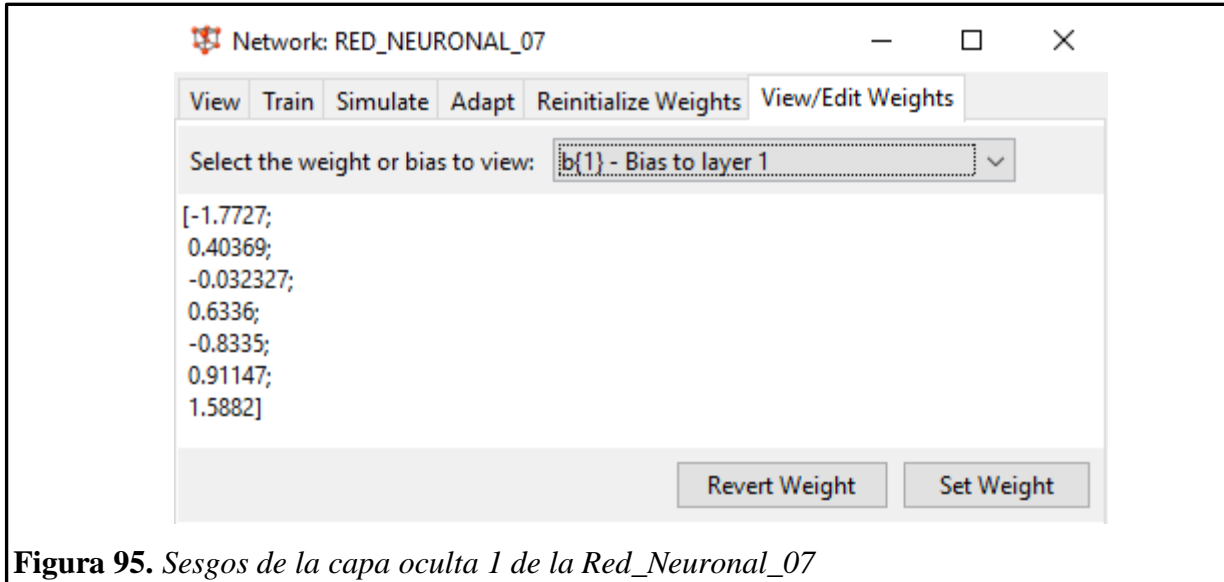 Network: RED_NEURONAL_07
View Train Simulate Adapt Reinitialize Weights View/Edit Weights
Select the weight or bias to view: b{1} - Bias to layer 1
[-1.7727;
0.40369;
-0.032327;
0.6336;
-0.8335;
0.91147;
1.5882]
Revert Weight Set Weight
Figura 95. Sesgos de la capa oculta 1 de la Red_Neuronal_07